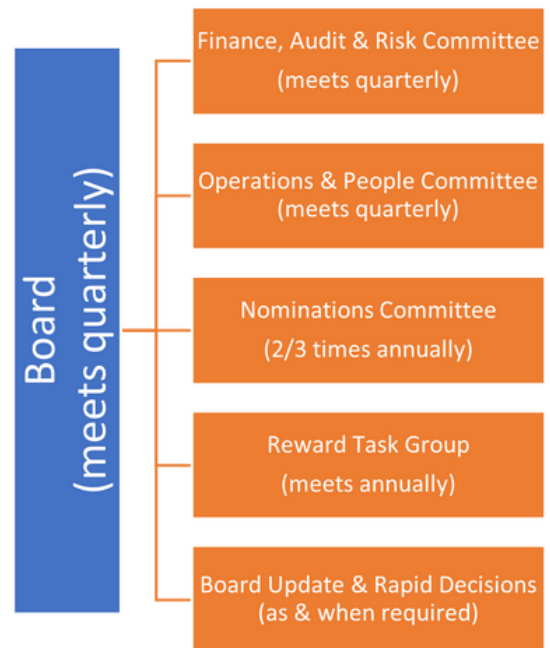 Board
(meets quarterly)
Finance, Audit & Risk Committee
(meets quarterly)
Operations & People Committee
(meets quarterly)
Nominations Committee
(2/3 times annually)
Reward Task Group
(meets annually)
Board Update & Rapid Decisions
(as & when required)